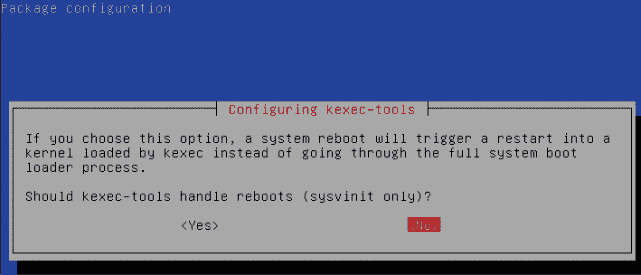 Package configuration
Configuring kexec-tools
If you choose this option, a system reboot will trigger a restart into a
kernel loaded by kexec instead of going through the full system boot
loader process.
Should kexec-tools handle reboots (sysvinit only)?
<Yes> <No>